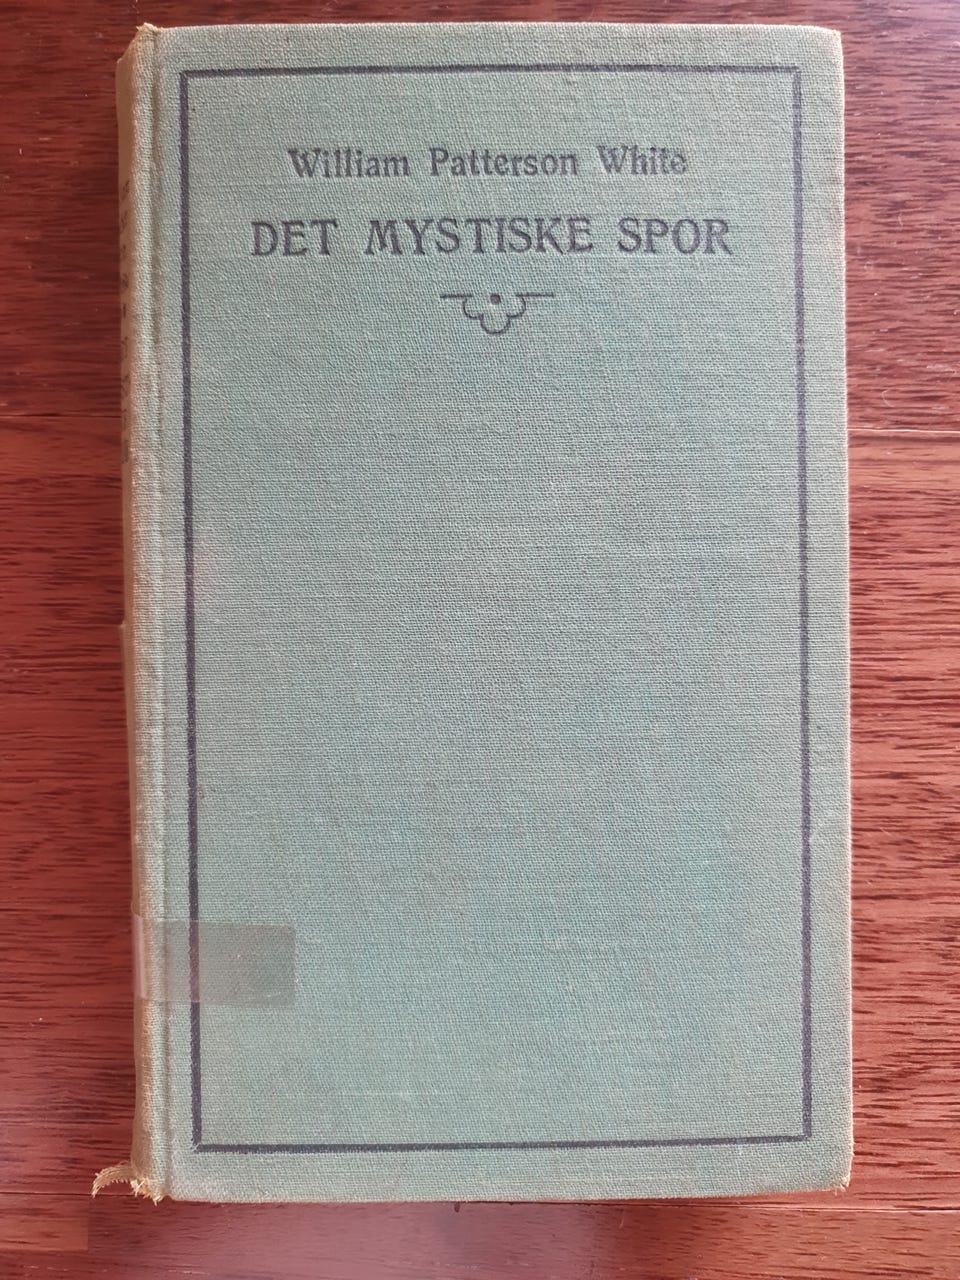 William Patterson White
DET MYSTISKE SPOR